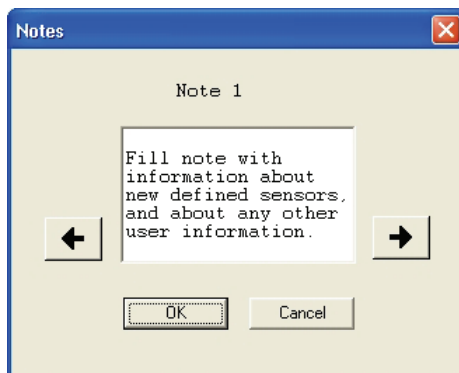 Notes
Note 1
Fill note with
information about
new defined sensors,
and about any other
user information.
OK
Cancel